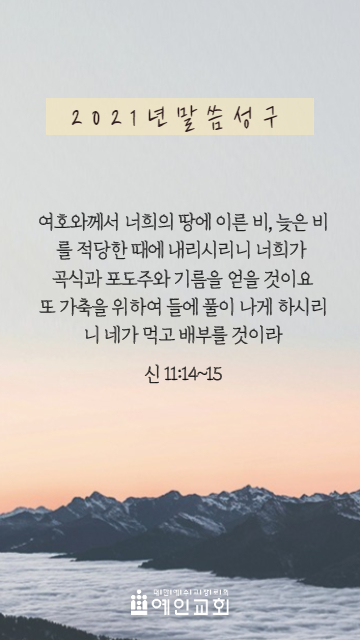 2021년말씀성구
여호와께서 너희의 땅에 이른 비, 늦은 비
를 적당한 때에 내리시리니 너희가
곡식과 포도주와 기름을 얻을 것이요
또 가축을 위하여 들에 풀이 나게 하시리
니 네가 먹고 배부를 것이라
신 11:14~15
예인교회